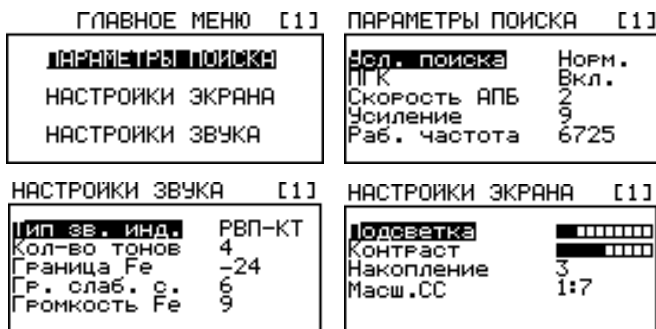 ГЛАВНОЕ МЕНЮ [1]
ПАРАМЕТРЫ ПОИСКА
НАСТРОЙКИ ЭКРАНА
НАСТРОЙКИ ЗВУКА
ПАРАМЕТРЫ ПОИСКА [1]
Усл. поиска Норм.
ПГК Вкл.
Скорость АПБ 2
Усиление 9
Раб. частота 6725
НАСТРОЙКИ ЗВУКА [1]
Тип зв. инд. РВП-КТ
Кол-во тонов 4
Граница Fe -24
Гр. слаб. с. 6
Громкость Fe 9
НАСТРОЙКИ ЭКРАНА [1]
Подсветка
Контраст
Накопление 3
Масш.СС 1:7